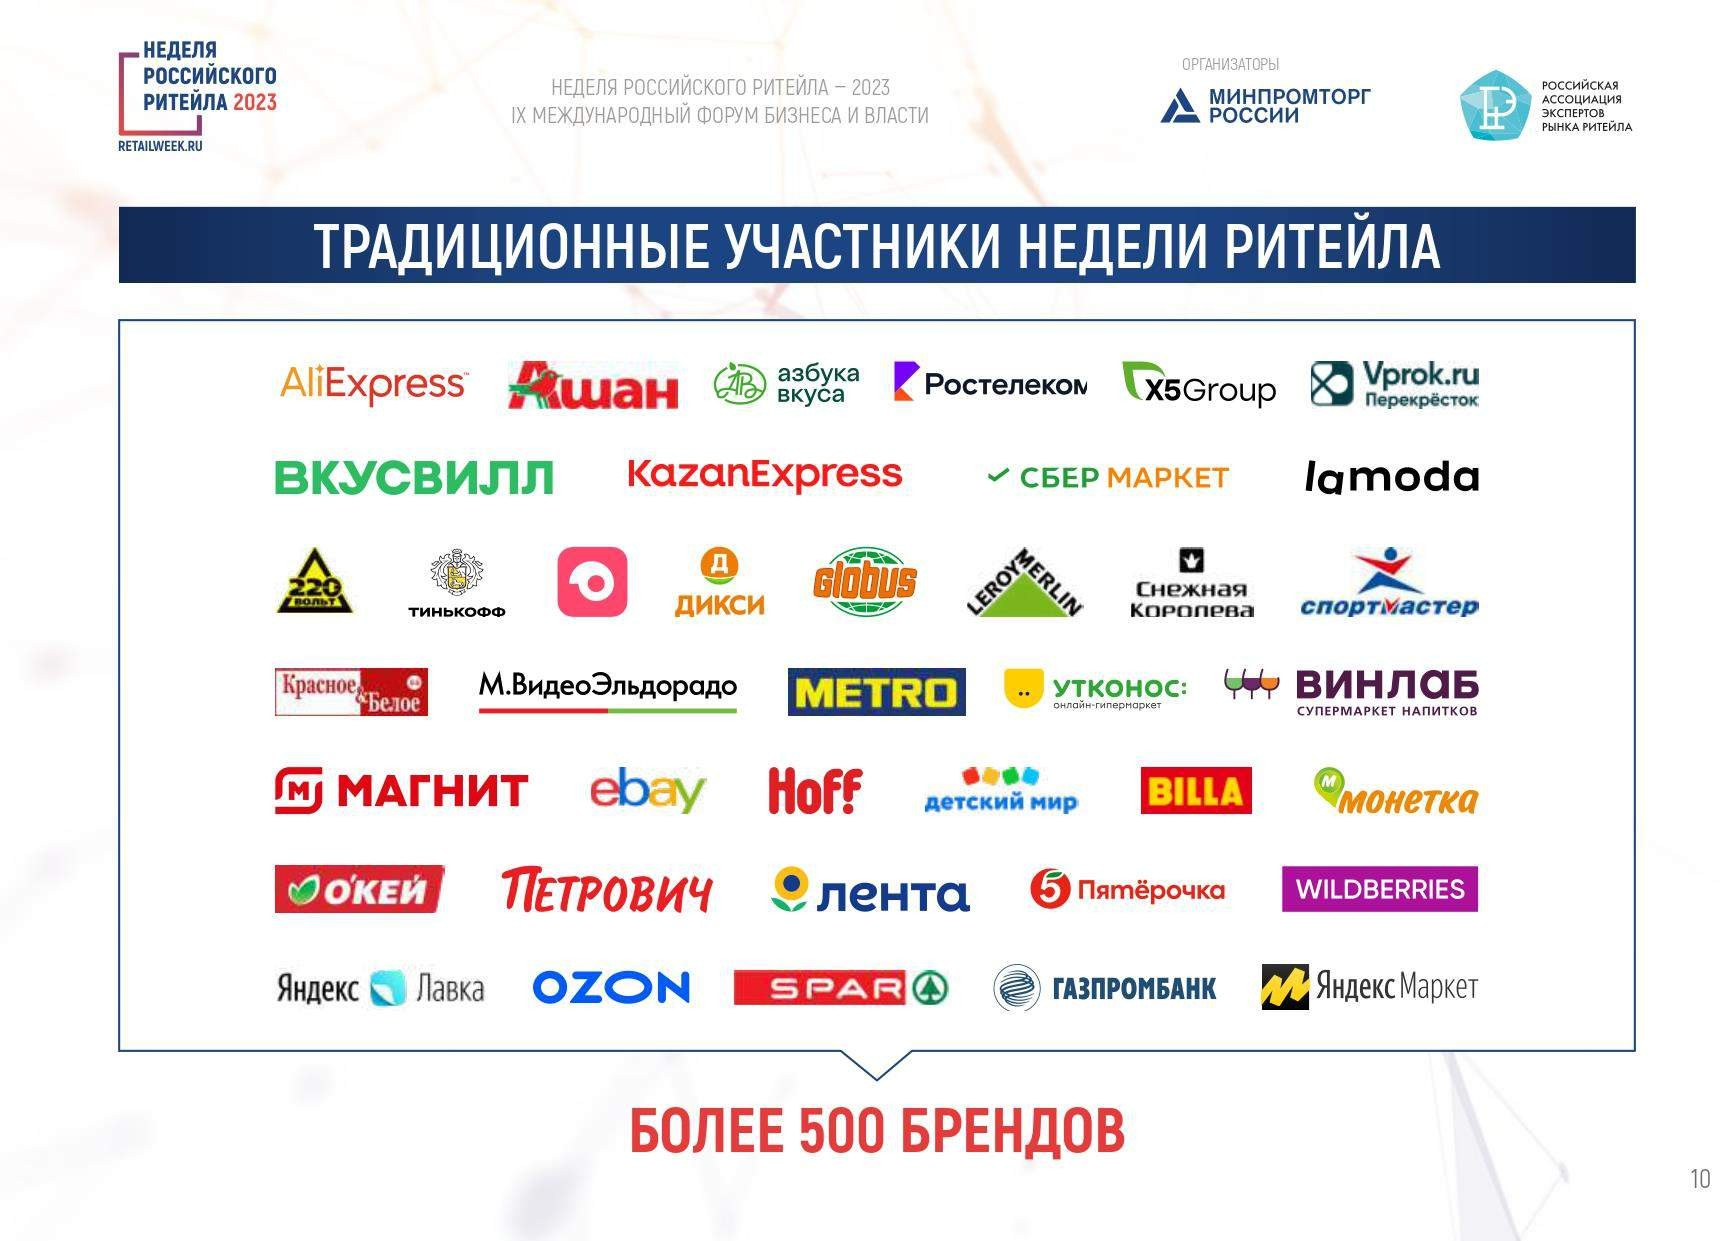 НЕДЕЛЯ
РОССИЙСКОГО
РИТЕЙЛА 2023
RETAILWEEK.RU
НЕДЕЛЯ РОССИЙСКОГО РИТЕЙЛА – 2023
IX МЕЖДУНАРОДНЫЙ ФОРУМ БИЗНЕСА И ВЛАСТИ
ОРГАНИЗАТОРЫ
МИНПРОМТОРГ
РОССИИ
РОССИЙСКАЯ
АССОЦИАЦИЯ
ЭКСПЕРТОВ
РЫНКА РИТЕЙЛА
ТРАДИЦИОННЫЕ УЧАСТНИКИ НЕДЕЛИ РИТЕЙЛА
AliExpress™
Ашан
АВ
азбука
вкуса
Ростелеком
X5Group
Vprok.ru
Перекрёсток
ВКУСВИЛЛ
KazanExpress
СБЕР МАРКЕТ
lamoda
220
ВОЛЬТ
ТИНЬКОФФ
Д
ДИКСИ
Globus
LEROY MERLIN
Снежная
Королева
спортмастер
Красное & Белое
М.ВидеоЭльдорадо
METRO
УТКОНОС:
онлайн-гипермаркет
ВИНЛАБ
СУПЕРМАРКЕТ НАПИТКОВ
М МАГНИТ
ebay
Hoff
детский мир
BILLA
М монетка
О'КЕЙ
ПЕТРОВИЧ
лента
5 Пятёрочка
WILDBERRIES
Яндекс Лавка
OZON
SPAR
ГАЗПРОМБАНК
Яндекс Маркет
БОЛЕЕ 500 БРЕНДОВ
10